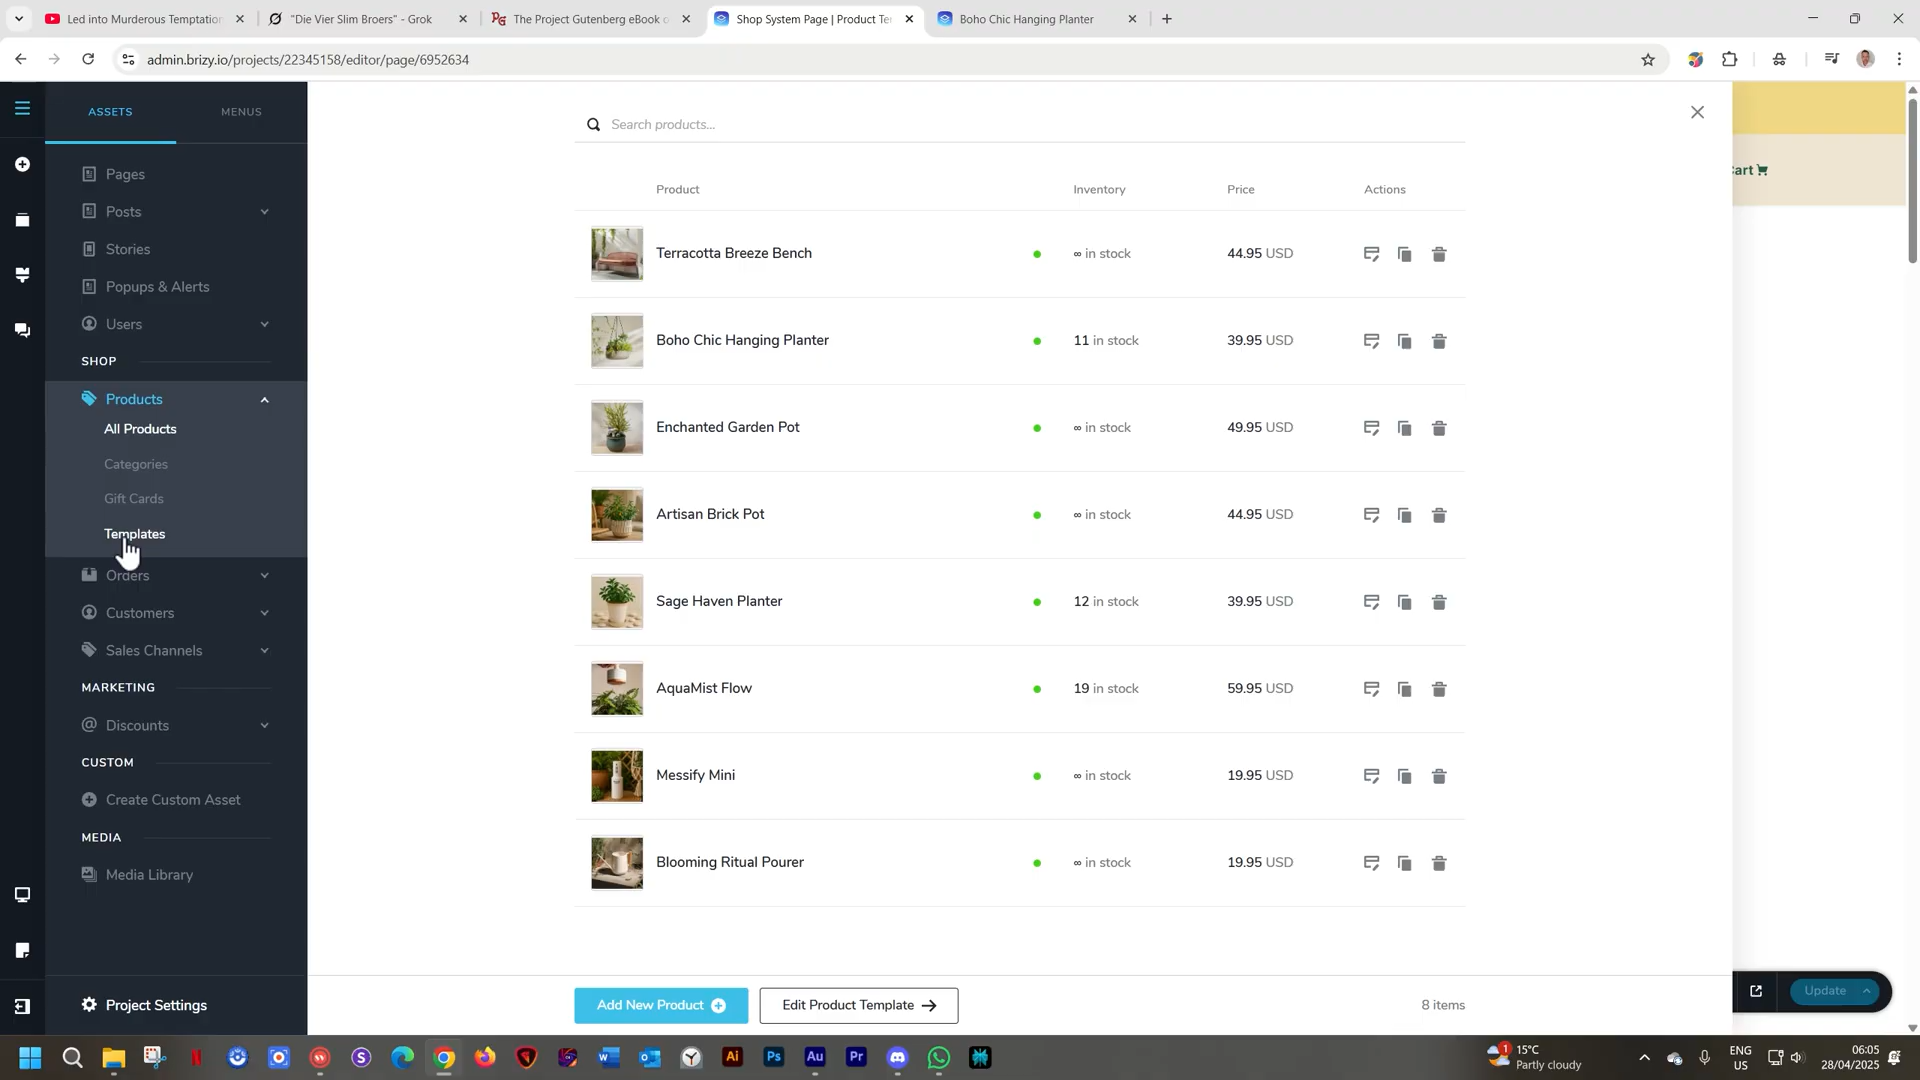 Led into Murderous Temptation
"Die Vier Slim Broers" - Grok
The Project Gutenberg eBook o
Shop System Page | Product Te
Boho Chic Hanging Planter
admin.brizy.io/projects/22345158/editor/page/6952634
ASSETS
MENUS
Search products...
Pages
Cart
Product
Inventory
Price
Actions
Posts
Stories
Terracotta Breeze Bench
∞ in stock
44.95 USD
Popups & Alerts
Users
Boho Chic Hanging Planter
11 in stock
39.95 USD
SHOP
Products
All Products
Enchanted Garden Pot
∞ in stock
49.95 USD
Categories
Gift Cards
Artisan Brick Pot
∞ in stock
44.95 USD
Templates
Orders
Sage Haven Planter
12 in stock
39.95 USD
Customers
Sales Channels
AquaMist Flow
19 in stock
59.95 USD
MARKETING
Discounts
CUSTOM
Messify Mini
∞ in stock
19.95 USD
Create Custom Asset
MEDIA
Blooming Ritual Pourer
∞ in stock
19.95 USD
Media Library
Project Settings
Add New Product
Edit Product Template
8 items
Update
1
15°C
Partly cloudy
ENG
US
06:05
28/04/2025